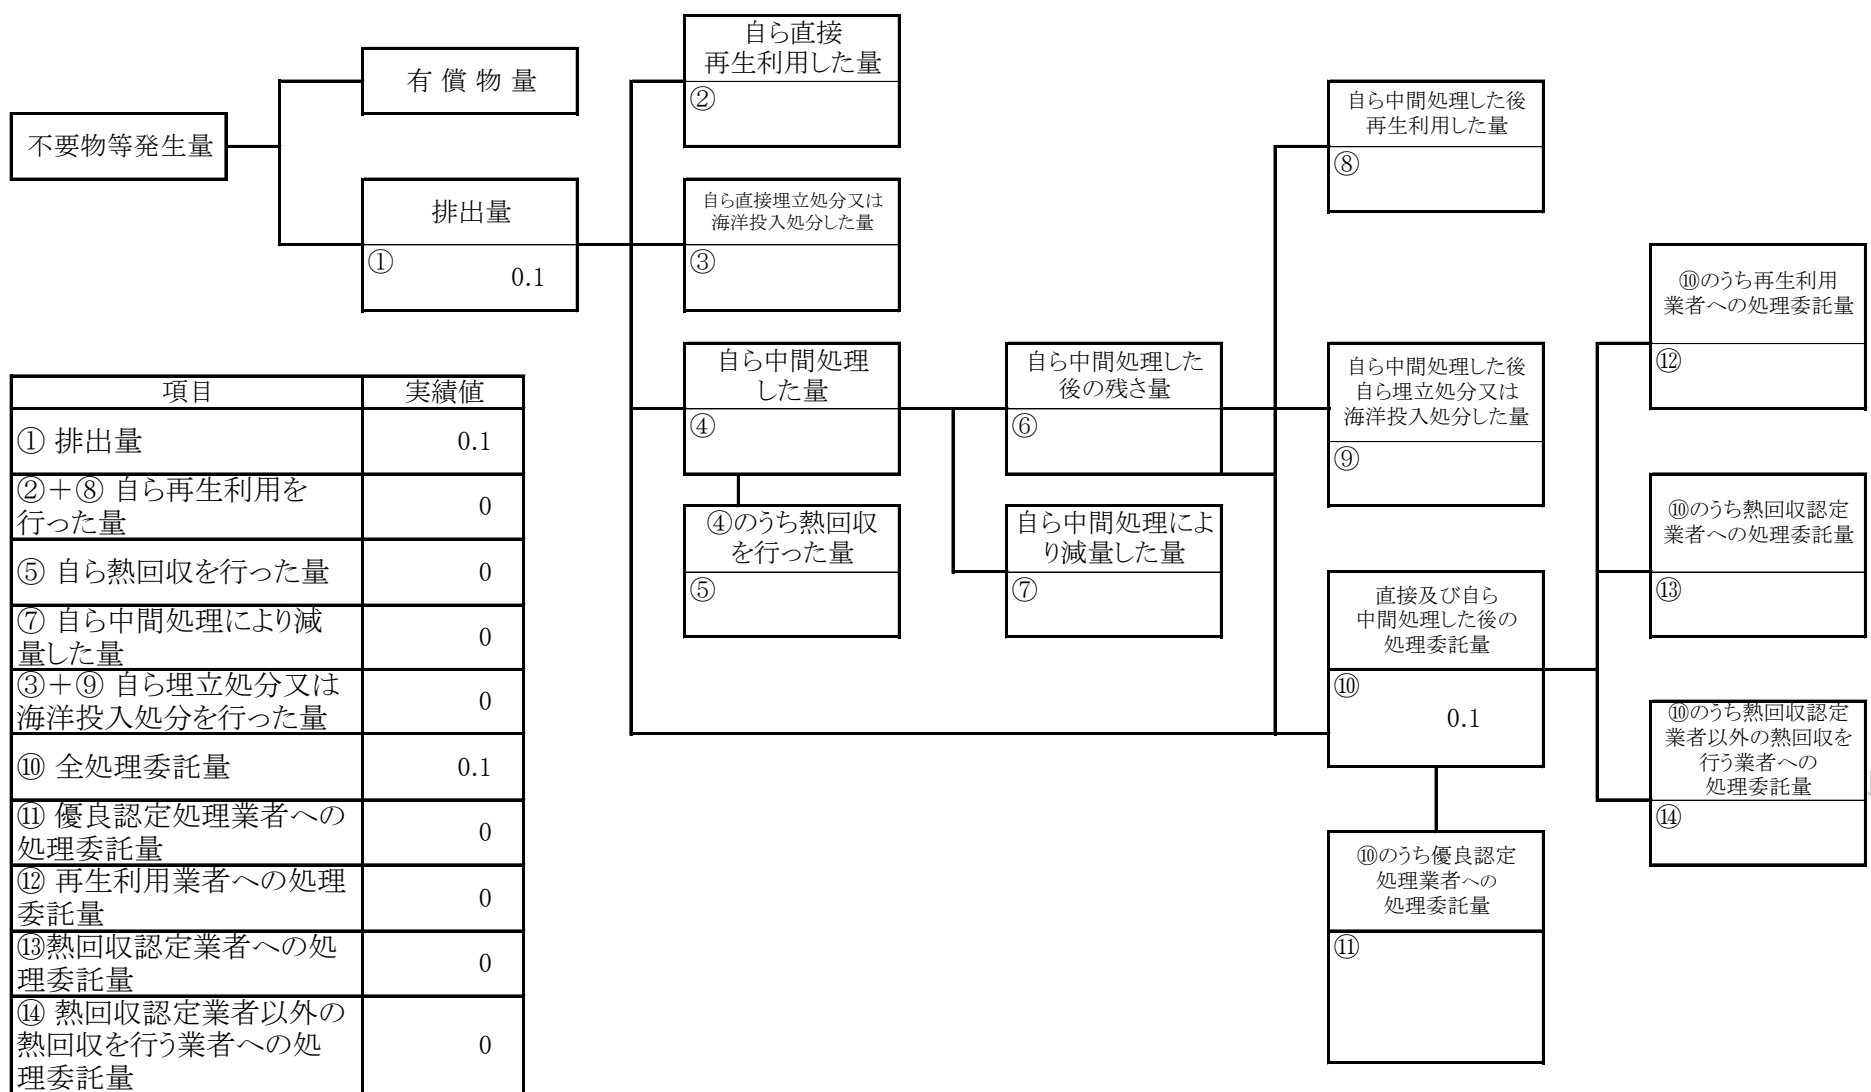 自ら直接
再生利用した量
②
有 償 物 量
不要物等発生量
自ら中間処理した後
再生利用した量
⑧
排出量
①
0.1
自ら直接埋立処分又は
海洋投入処分した量
③
⑩のうち再生利用
業者への処理委託量
⑫
自ら中間処理
した量
④
自ら中間処理した
後の残さ量
⑥
自ら中間処理した後
自ら埋立処分又は
海洋投入処分した量
⑨
④のうち熱回収
を行った量
⑤
自ら中間処理によ
り減量した量
⑦
⑩のうち熱回収認定
業者への処理委託量
⑬
直接及び自ら
中間処理した後の
処理委託量
⑩
0.1
⑩のうち熱回収認定
業者以外の熱回収を
行う業者への
処理委託量
⑭
⑩のうち優良認定
処理業者への
処理委託量
⑪
項目 実績値
① 排出量 0.1
②＋⑧ 自ら再生利用を
行った量 0
⑤ 自ら熱回収を行った量 0
⑦ 自ら中間処理により減
量した量 0
③＋⑨ 自ら埋立処分又は
海洋投入処分を行った量 0
⑩ 全処理委託量 0.1
⑪ 優良認定処理業者への
処理委託量 0
⑫ 再生利用業者への処理
委託量 0
⑬熱回収認定業者への処
理委託量 0
⑭ 熱回収認定業者以外の
熱回収を行う業者への処
理委託量 0